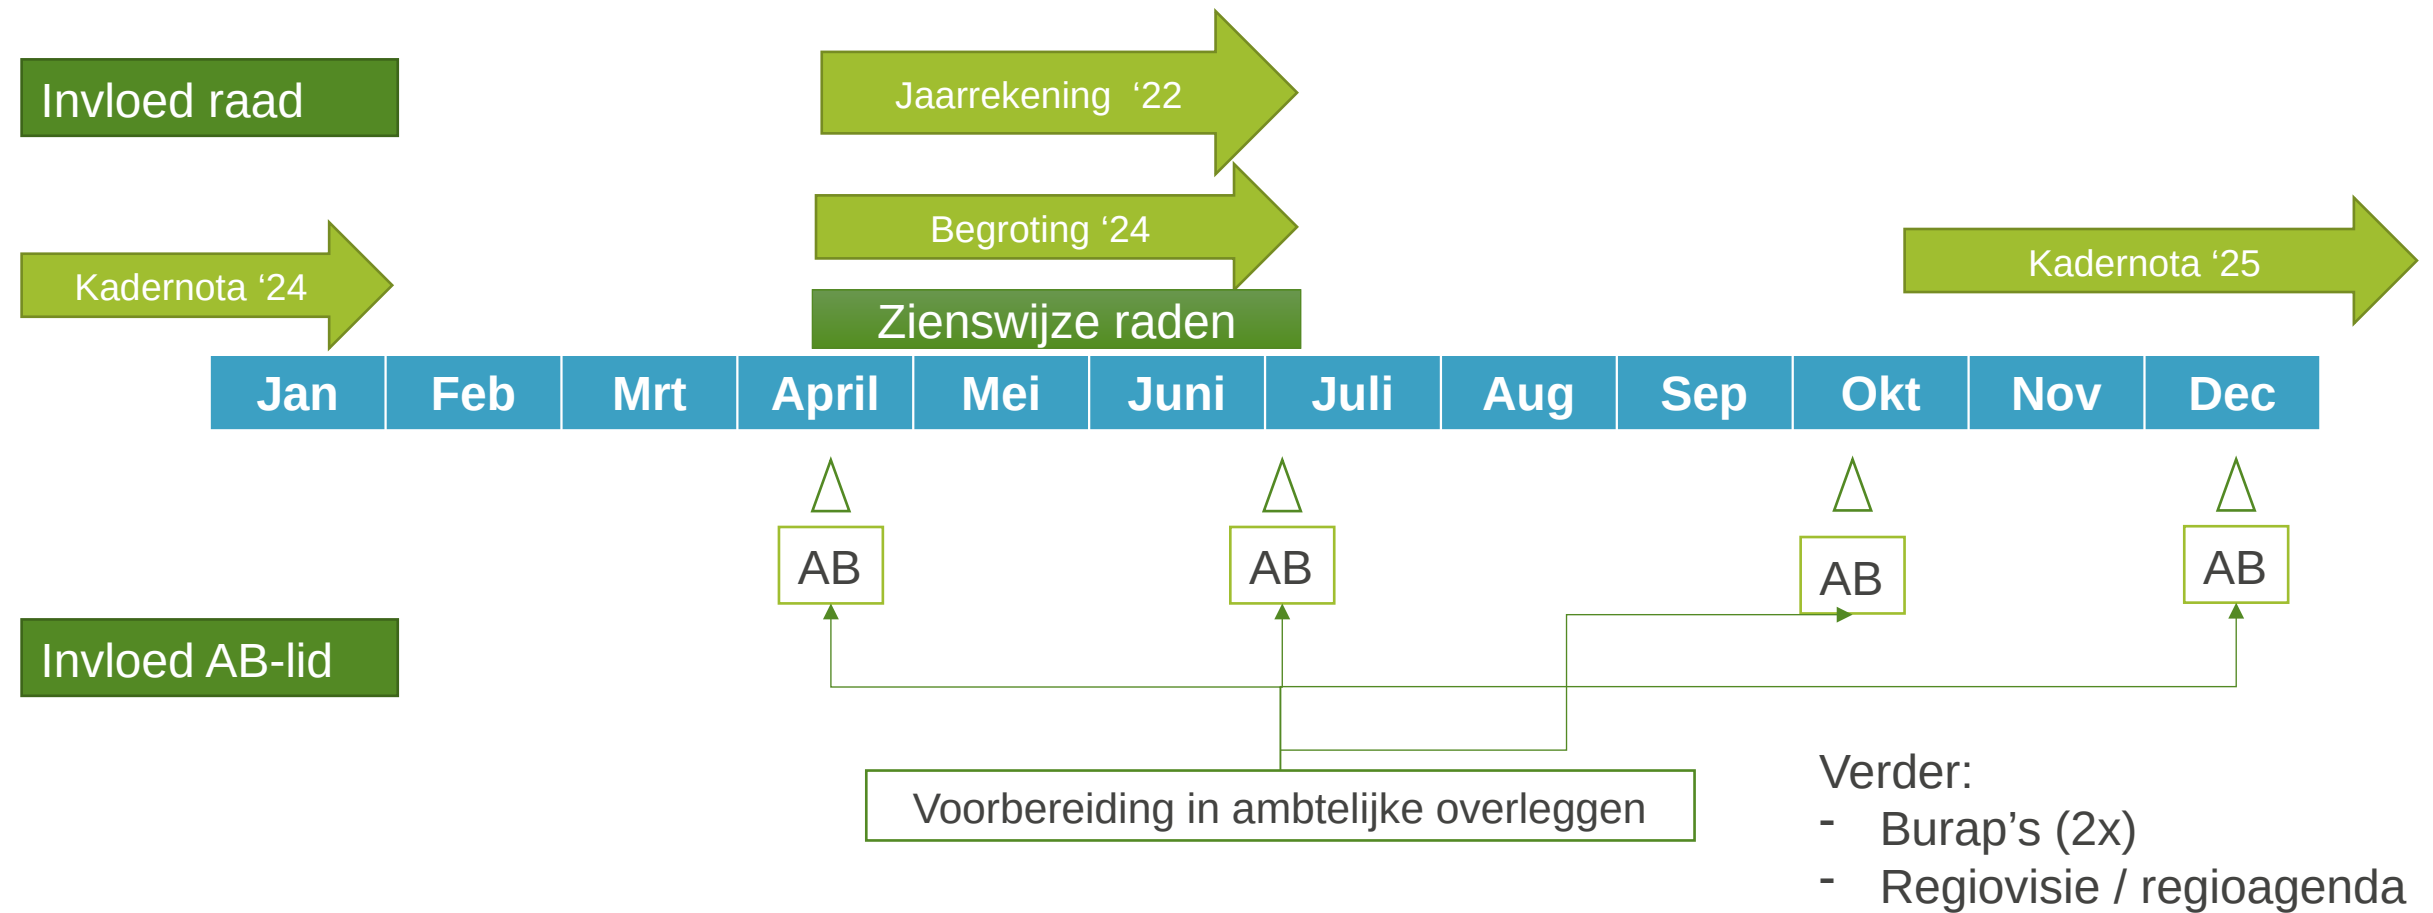 Invloed raad
Jaarrekening  ‘22
Begroting ‘24
Kadernota ‘24
Kadernota ‘25
Zienswijze raden
Jan Feb Mrt April Mei Juni Juli Aug Sep Okt Nov Dec
AB AB AB AB
Invloed AB-lid
Voorbereiding in ambtelijke overleggen
Verder:
- Burap’s (2x)
- Regiovisie / regioagenda